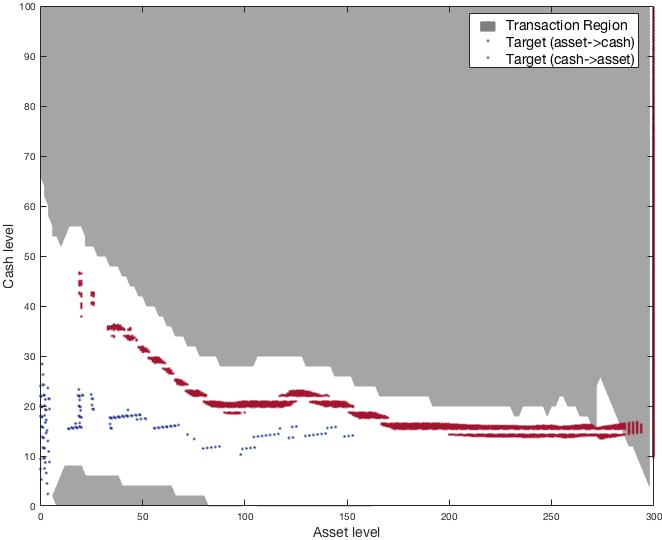 100
90
80
70
60
50
40
30
20
10
0
Cash level
Transaction Region
Target (asset->cash)
Target (cash->asset)
0 50 100 150 200 250 300
Asset level